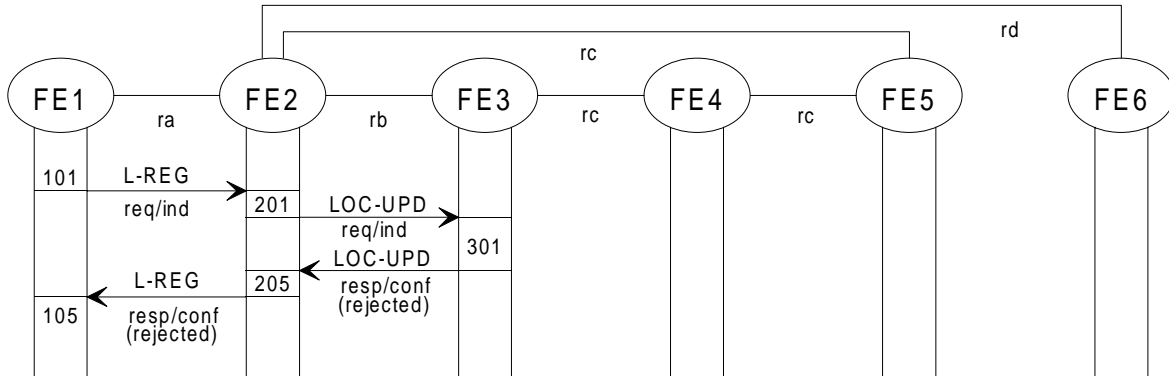 rd
rc
FE1
FE2
FE3
FE4
FE5
FE6
ra
rb
rc
rc
101
L-REG
req/ind
201
LOC-UPD
req/ind
301
LOC-UPD
resp/conf
(rejected)
205
L-REG
resp/conf
(rejected)
105